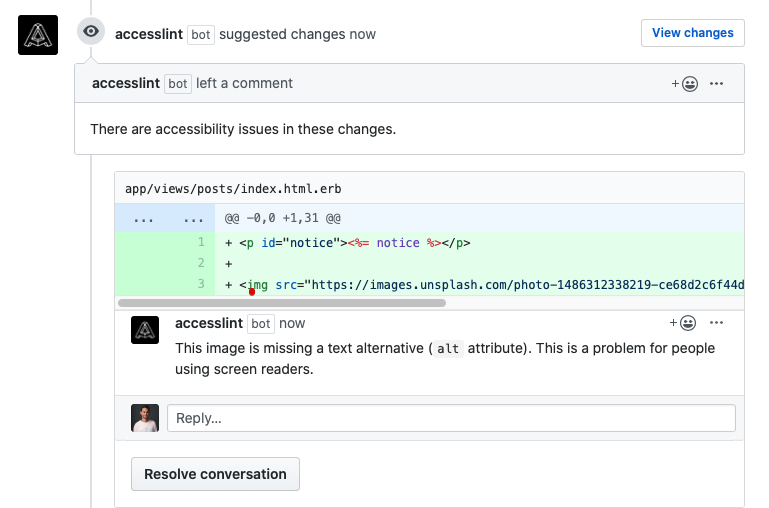 accesslint bot suggested changes now
View changes
accesslint bot left a comment
There are accessibility issues in these changes.
app/views/posts/index.html.erb
... ... @@ -0,0 +1,31 @@
1 + <p id="notice"><%= notice %></p>
2 +
3 + <img src="https://images.unsplash.com/photo-1486312338219-ce68d2c6f44d
accesslint bot now
This image is missing a text alternative ( alt attribute). This is a problem for people
using screen readers.
Reply...
Resolve conversation